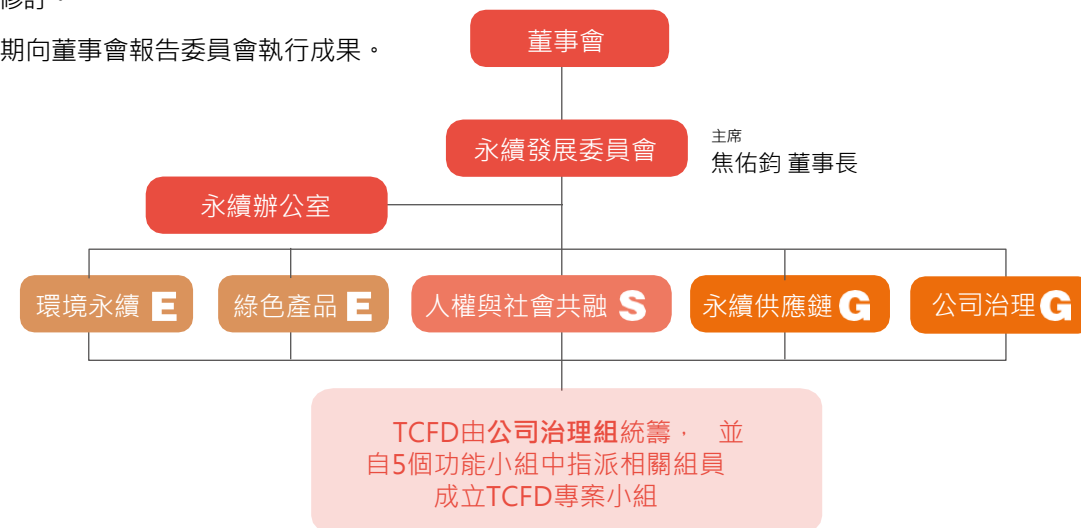 修訂。
期向董事會報告委員會執行成果。
董事會
永續發展委員會
主席
焦佑鈞 董事長
永續辦公室
環境永續 E
綠色產品 E
人權與社會共融 S
永續供應鏈 G
公司治理 G
TCFD由公司治理組統籌， 並
自5個功能小組中指派相關組員
成立TCFD專案小組